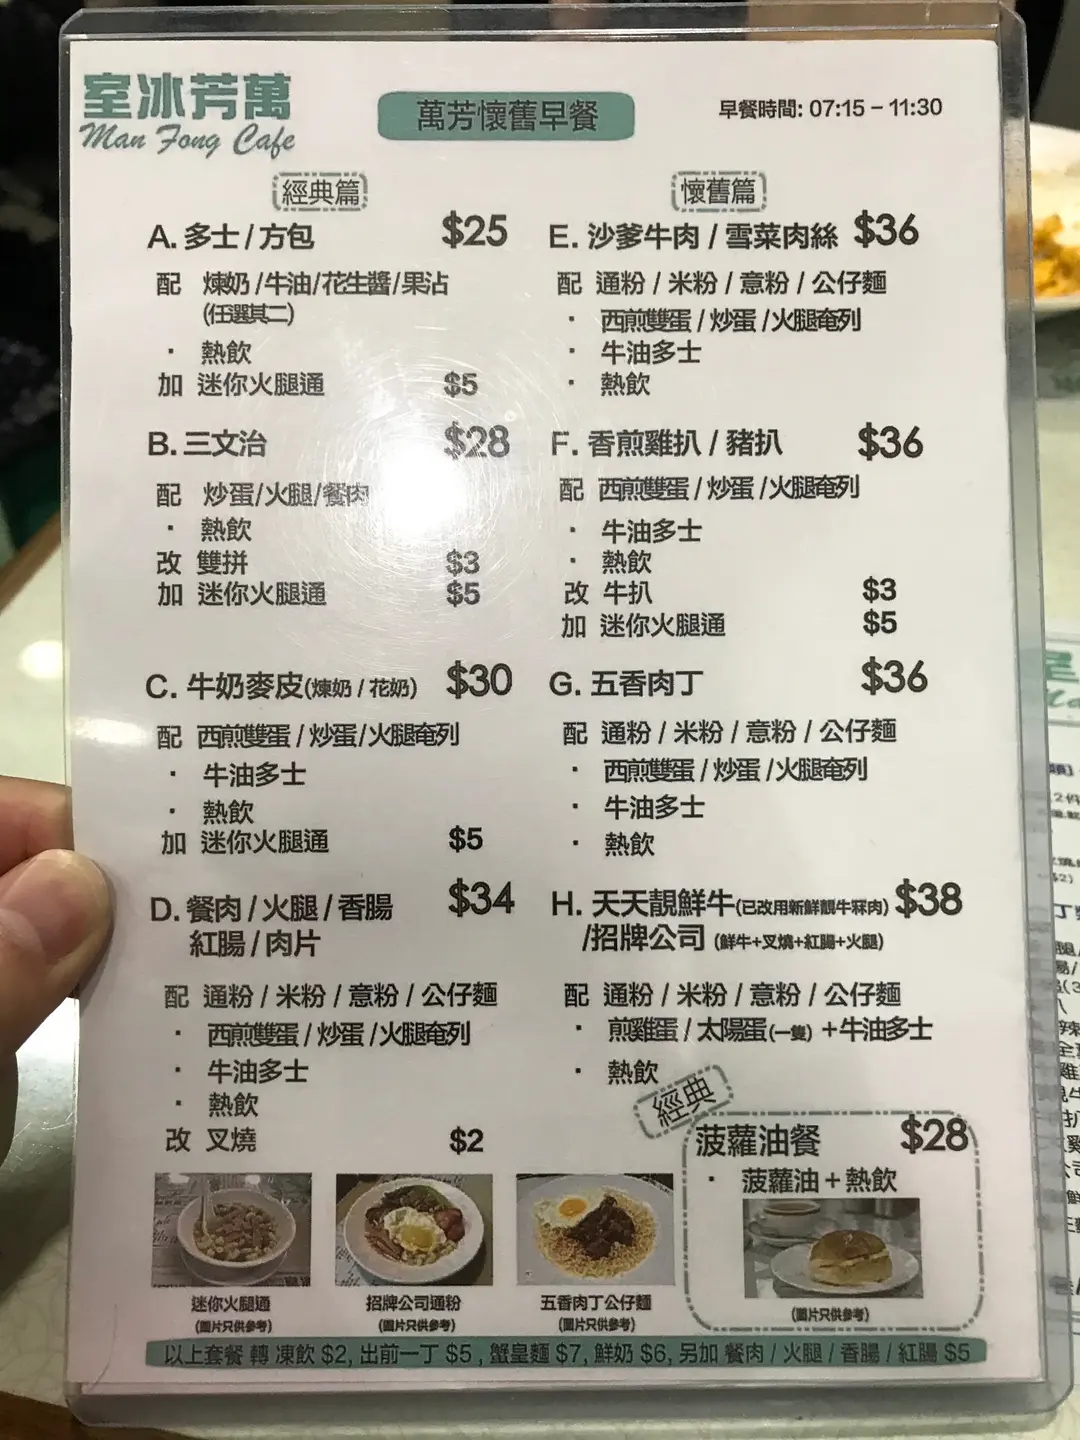 室冰芳萬
Man Fong Cafe
萬芳懷舊早餐
早餐時間: 07:15 – 11:30
經典篇
A. 多士 / 方包 $25
配 煉奶 /牛油/花生醬/果沾
(任選其二)
· 熱飲
加 迷你火腿通 $5
B. 三文治 $28
配 炒蛋/火腿/餐肉
· 熱飲
改 雙拼 $3
加 迷你火腿通 $5
C. 牛奶麥皮(煉奶 / 花奶) $30
配 西煎雙蛋 / 炒蛋/火腿奄列
· 牛油多士
· 熱飲
加 迷你火腿通 $5
D. 餐肉 / 火腿 / 香腸 $34
紅腸 / 肉片
配 通粉 / 米粉 / 意粉 / 公仔麵
· 西煎雙蛋 / 炒蛋 /火腿奄列
· 牛油多士
· 熱飲
改 叉燒 $2
懷舊篇
E. 沙爹牛肉 / 雪菜肉絲 $36
配 通粉 / 米粉 / 意粉 / 公仔麵
· 西煎雙蛋 / 炒蛋 /火腿奄列
· 牛油多士
· 熱飲
F. 香煎雞扒 / 豬扒 $36
配 西煎雙蛋 / 炒蛋 /火腿奄列
· 牛油多士
· 熱飲
改 牛扒 $3
加 迷你火腿通 $5
G. 五香肉丁 $36
配 通粉 / 米粉 / 意粉 / 公仔麵
· 西煎雙蛋 / 炒蛋 /火腿奄列
· 牛油多士
· 熱飲
H. 天天靚鮮牛(已改用新鮮靚牛冧肉) $38
/招牌公司 (鮮牛+叉燒+紅腸+火腿)
配 通粉 / 米粉 / 意粉 / 公仔麵
· 煎雞蛋 / 太陽蛋(一隻) +牛油多士
· 熱飲
經典
菠蘿油餐 $28
· 菠蘿油 + 熱飲
(圖片只供參考)
迷你火腿通
(圖片只供參考)
招牌公司通粉
(圖片只供參考)
五香肉丁公仔麵
(圖片只供參考)
以上套餐 轉 凍飲 $2, 出前一丁 $5 , 蟹皇麵 $7, 鮮奶 $6, 另加 餐肉 / 火腿 / 香腸 / 紅腸 $5